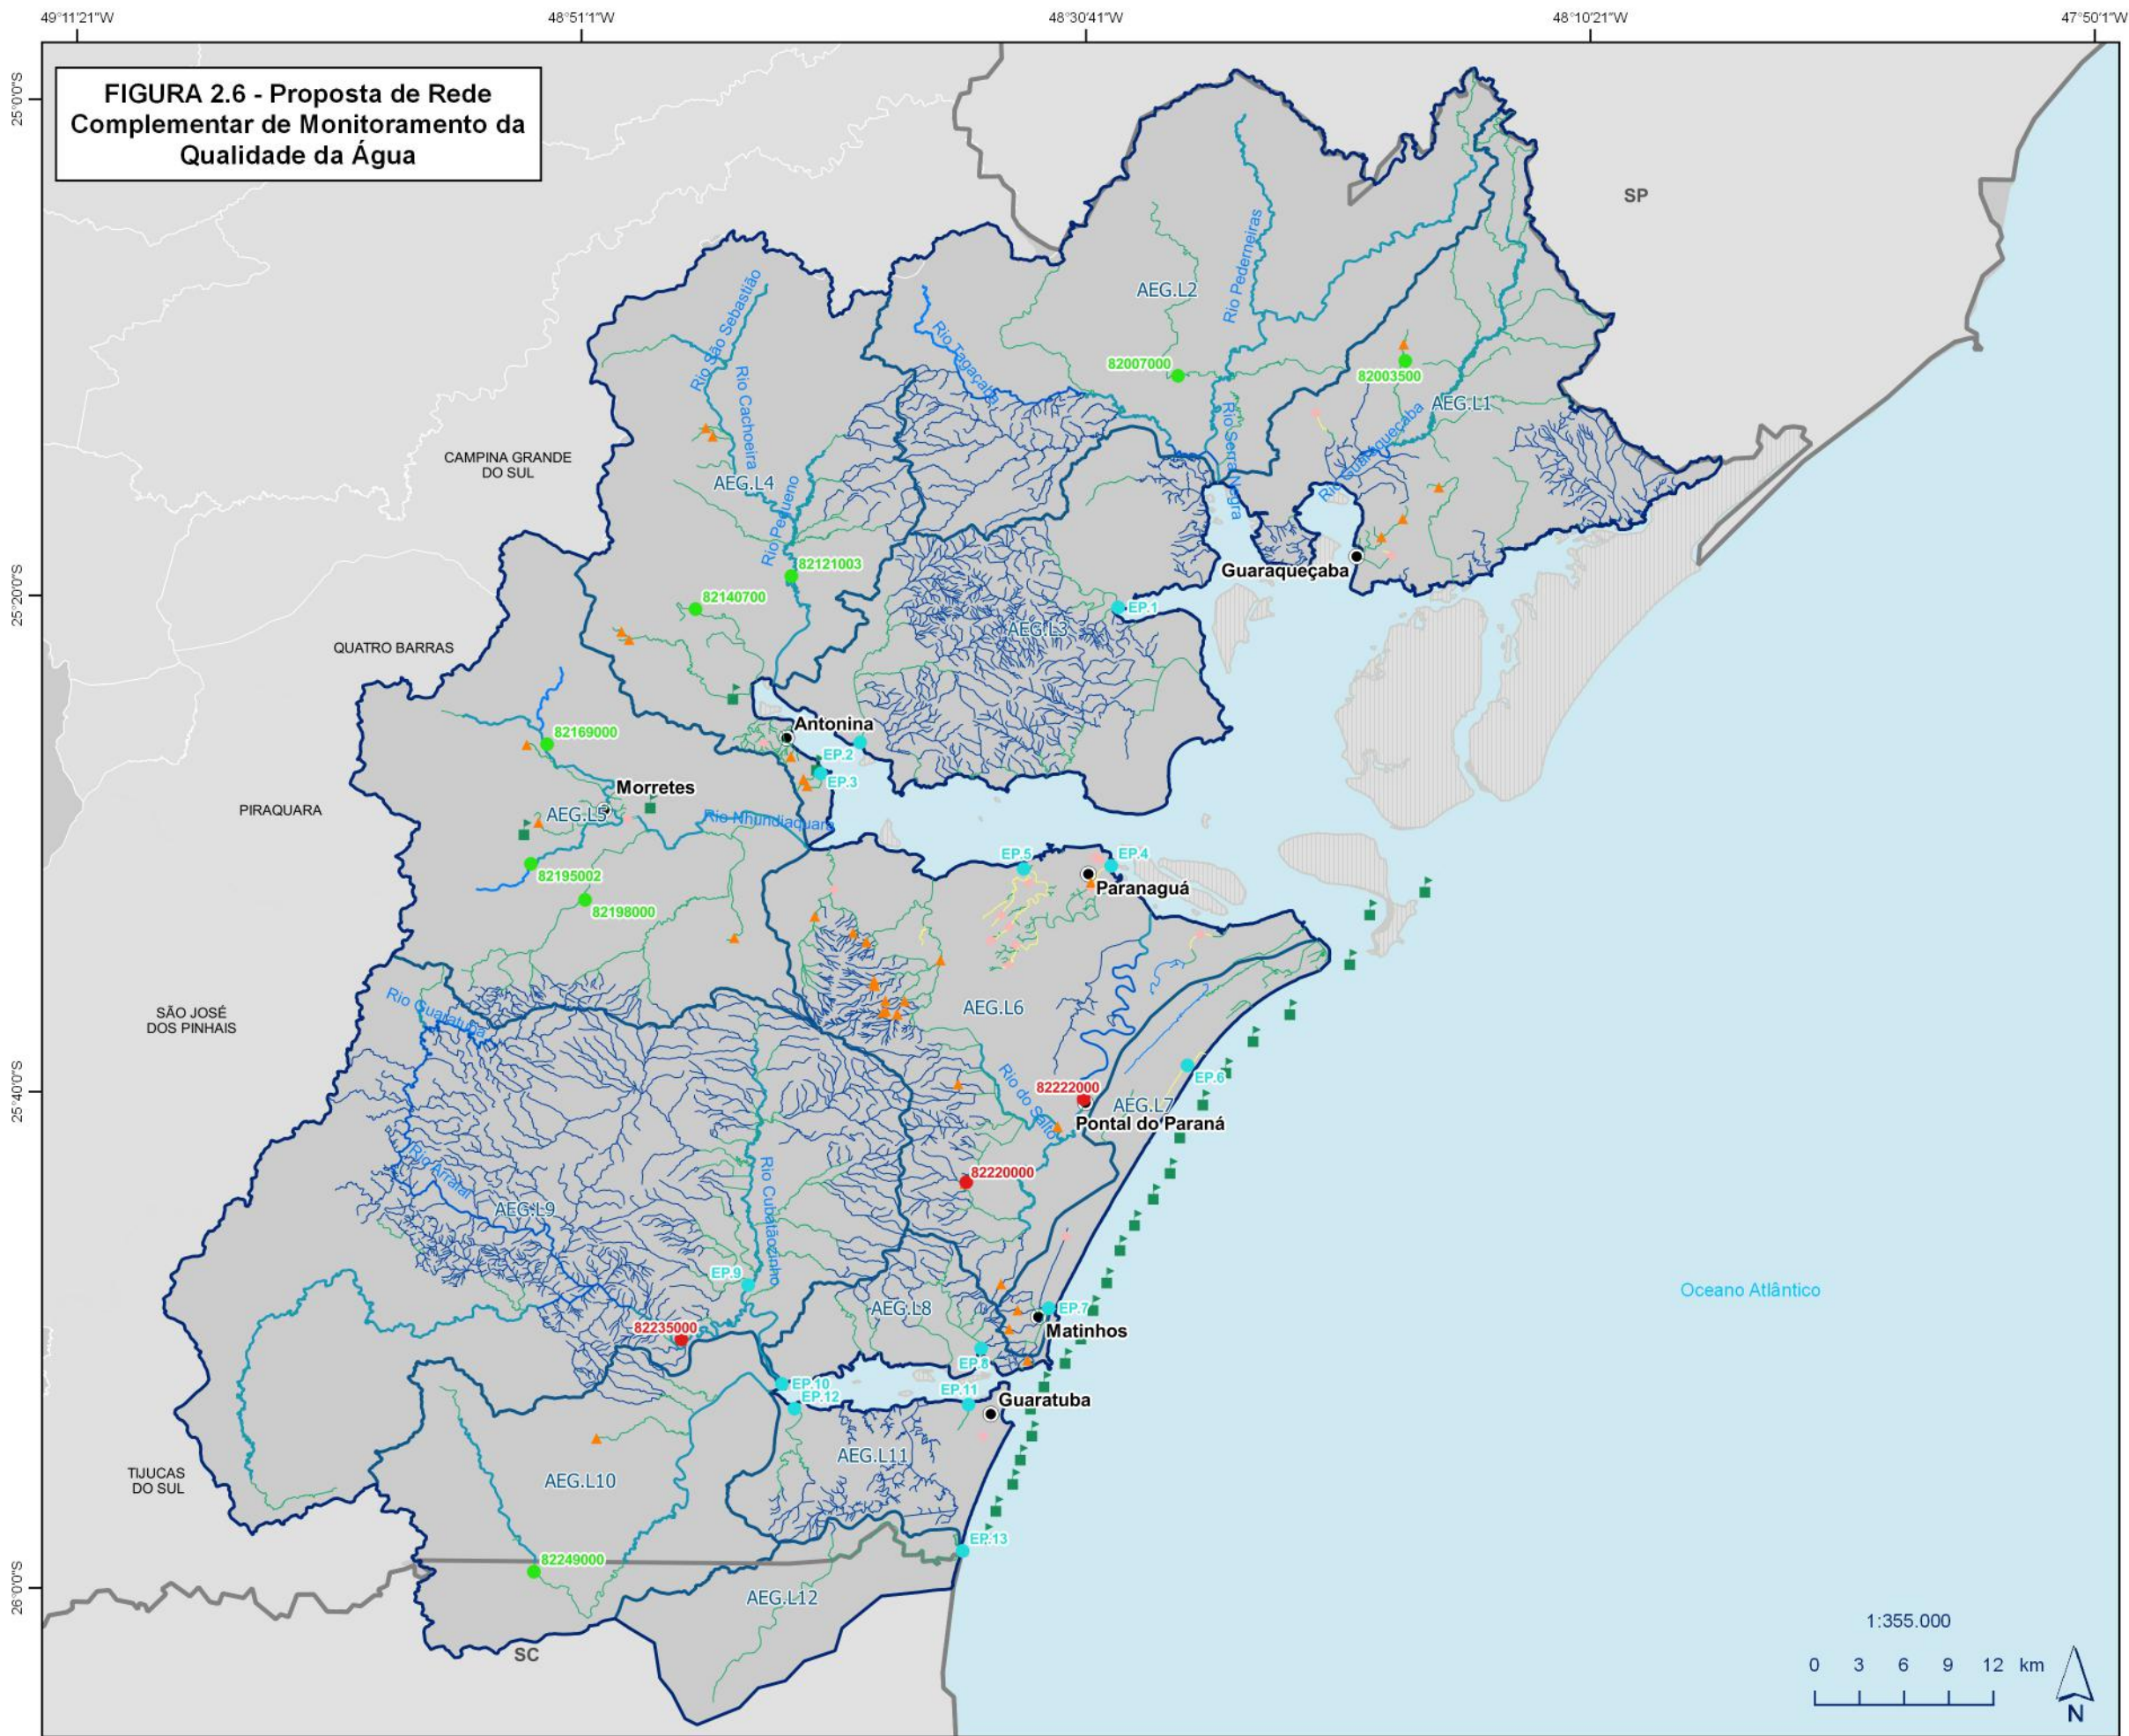 49°11'21"W
48°51'1"W
48°30'41"W
48°10'21"W
47°50'1"W
25°0'0"S
25°20'0"S
25°40'0"S
26°0'0"S
FIGURA 2.6 - Proposta de Rede
Complementar de Monitoramento da
Qualidade da Água
SP
Rio Pederneiras
AEG.L2
Rio São Sebastião
Rio Tagaçaba
82007000
82003500
Rio Cachoeira
AEG.L1
Rio Serra Negra
Rio Guaraqueçaba
CAMPINA GRANDE
DO SUL
AEG.L4
Rio Pequeno
82121003
Guaraqueçaba
82140700
EP.1
AEG.L3
QUATRO BARRAS
Antonina
82169000
EP.2
EP.3
Morretes
PIRAQUARA
AEG.L5
Rio Nhundiaquara
EP.5
EP.4
82195002
Paranaguá
82198000
Rio Guaratuba
AEG.L6
SÃO JOSÉ
DOS PINHAIS
EP.6
Rio do Salto
82222000
AEG.L7
Pontal do Paraná
Rio Arraial
Rio Cubatãozinho
82220000
AEG.L9
EP.9
Oceano Atlântico
AEG.L8
EP.7
82235000
Matinhos
EP.8
EP.10
EP.12
EP.11
Guaratuba
AEG.L11
TIJUCAS
DO SUL
AEG.L10
EP.13
82249000
AEG.L12
SC
1:355.000
0 3 6 9 12 km
N